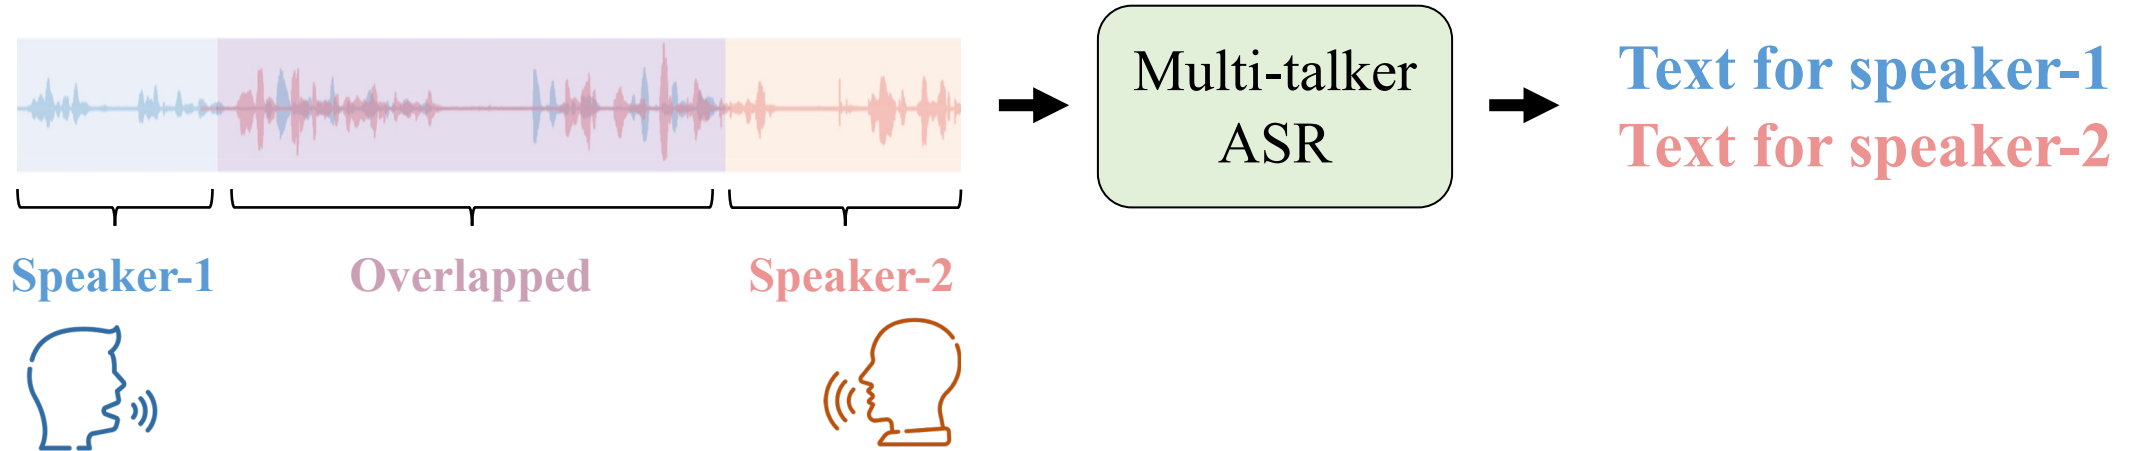 Speaker-1
Overlapped
Speaker-2
Multi-talker
ASR
Text for speaker-1
Text for speaker-2